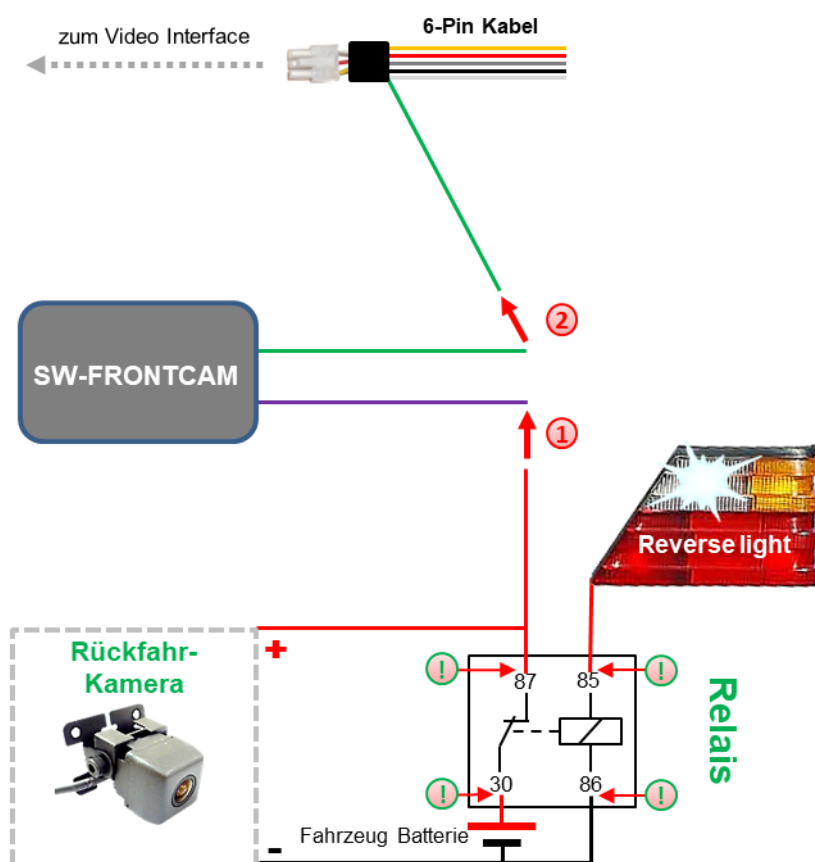 6-Pin Kabel
zum Video Interface
2
SW-FRONTCAM
1
Reverse light
Rückfahr-
Kamera
+
!
!
87
85
Relais
!
30
86
!
Fahrzeug Batterie
-